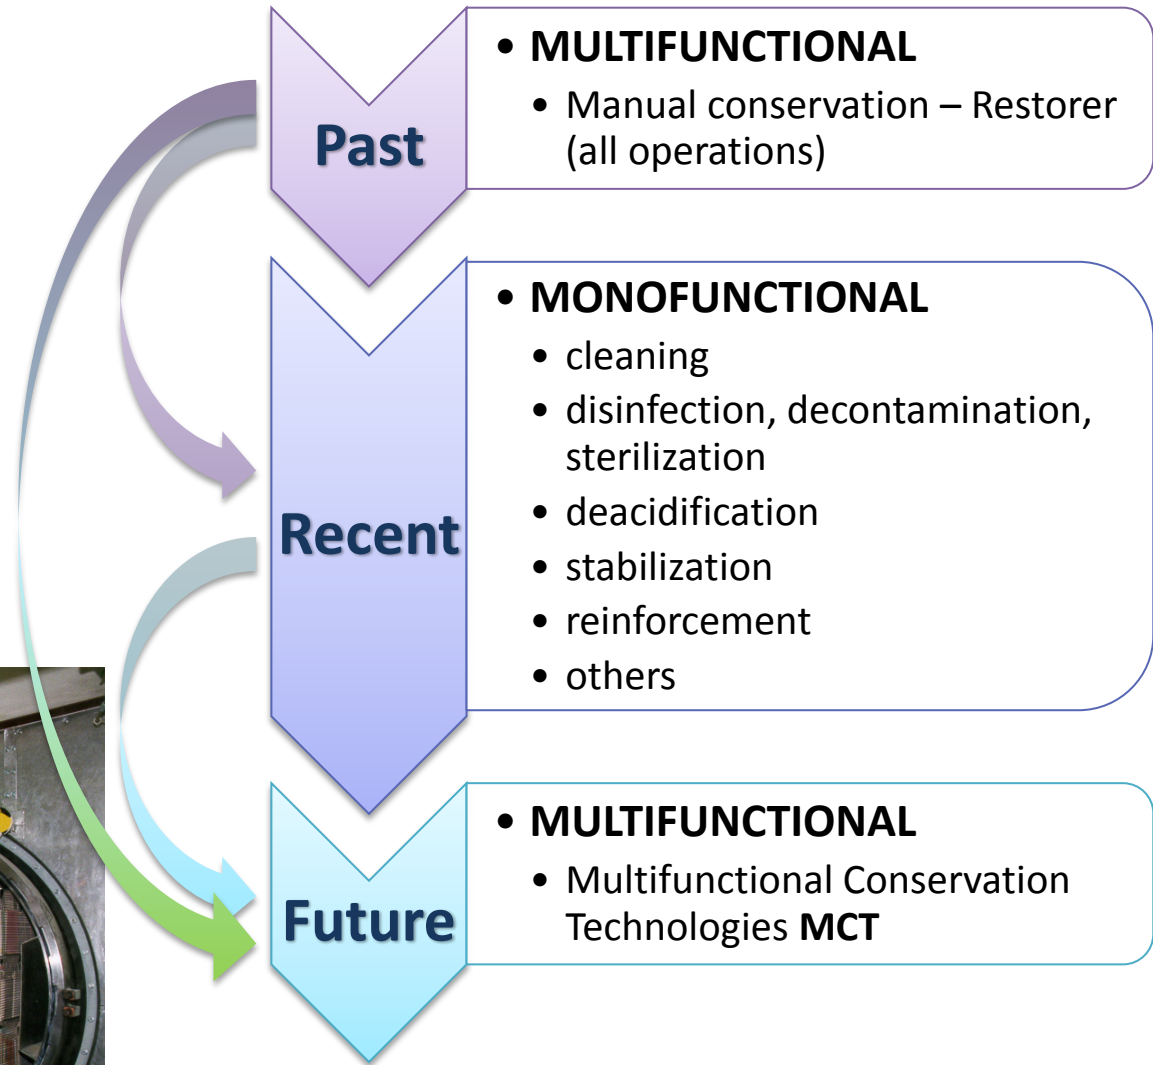 Past
• MULTIFUNCTIONAL
• Manual conservation – Restorer
(all operations)
Recent
• MONOFUNCTIONAL
• cleaning
• disinfection, decontamination,
sterilization
• deacidification
• stabilization
• reinforcement
• others
Future
• MULTIFUNCTIONAL
• Multifunctional Conservation
Technologies MCT